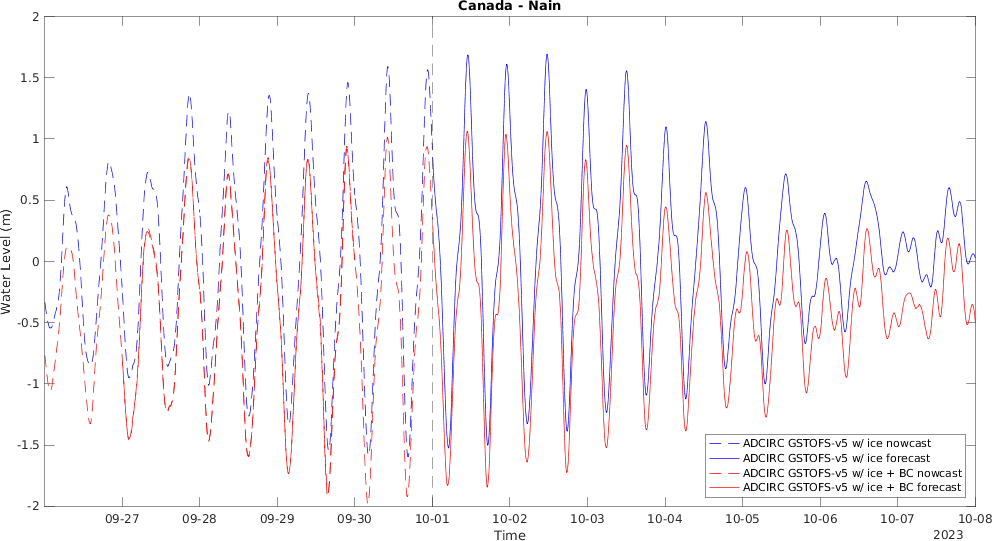 Canada - Nain
2
1.5
1
0.5
0
-0.5
-1
-1.5
-2
Water Level (m)
ADCIRC GSTOFS-v5 w/ ice nowcast
ADCIRC GSTOFS-v5 w/ ice forecast
ADCIRC GSTOFS-v5 w/ ice + BC nowcast
ADCIRC GSTOFS-v5 w/ ice + BC forecast
09-27 09-28 09-29 09-30 10-01 10-02 10-03 10-04 10-05 10-06 10-07 10-08
Time
2023